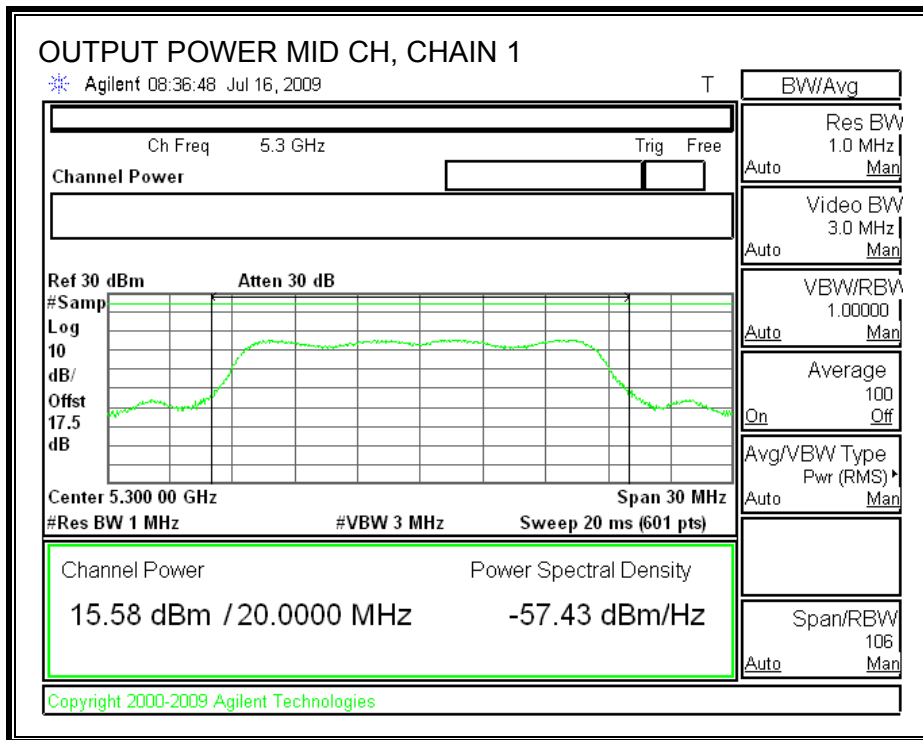 OUTPUT POWER MID CH, CHAIN 1
Agilent 08:36:48 Jul 16, 2009 T
Ch Freq 5.3 GHz Trig Free
Channel Power
Ref 30 dBm Atten 30 dB
#Samp
Log
10
dB/
Offst
17.5
dB
Center 5.300 00 GHz Span 30 MHz
#Res BW 1 MHz #VBW 3 MHz Sweep 20 ms (601 pts)
Channel Power Power Spectral Density
15.58 dBm / 20.0000 MHz -57.43 dBm/Hz
Copyright 2000-2009 Agilent Technologies
BW/Avg
Res BW
1.0 MHz
Auto Man
Video BW
3.0 MHz
Auto Man
VBW/RBW
1.00000
Auto Man
Average
100
On Off
Avg/VBW Type
Pwr (RMS)
Auto Man
Span/RBW
106
Auto Man